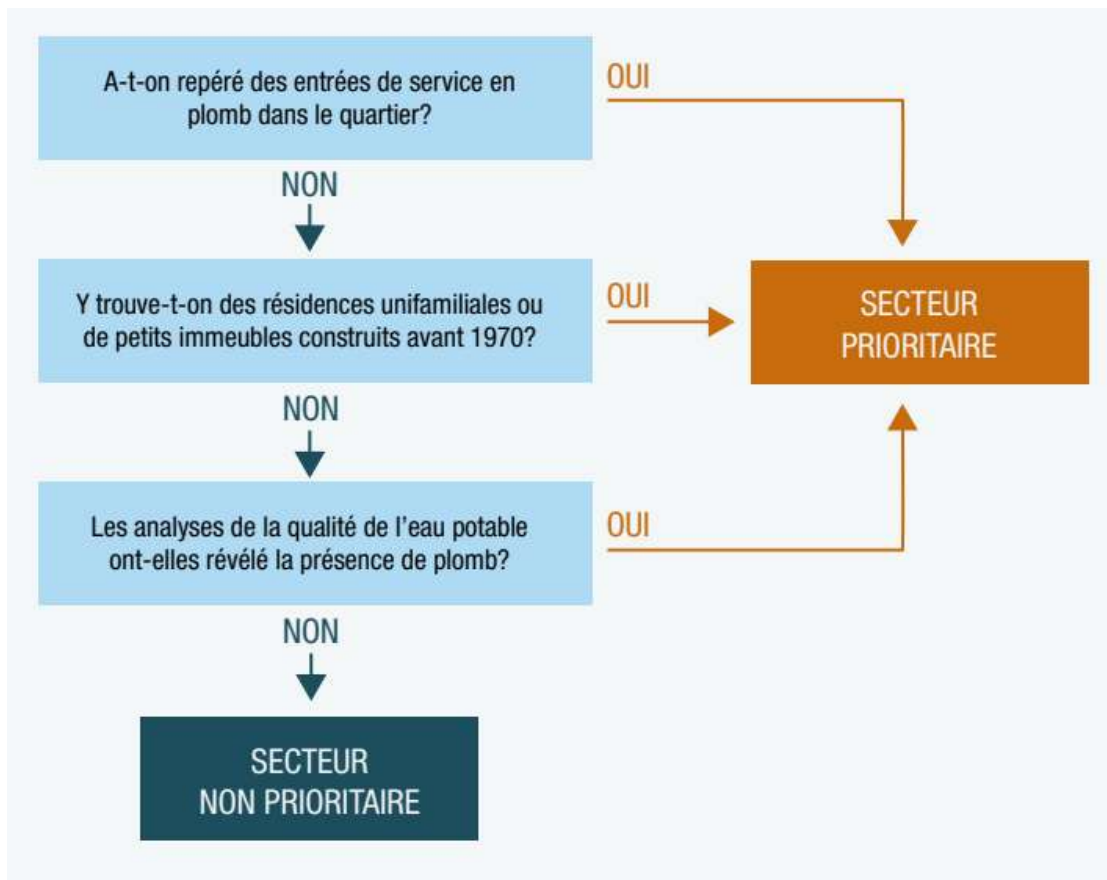 A-t-on repéré des entrées de service en
plomb dans le quartier?
OUI
NON
Y trouve-t-on des résidences unifamiliales ou
de petits immeubles construits avant 1970?
OUI
SECTEUR
PRIORITAIRE
NON
Les analyses de la qualité de l'eau potable
ont-elles révélé la présence de plomb?
OUI
NON
SECTEUR
NON PRIORITAIRE